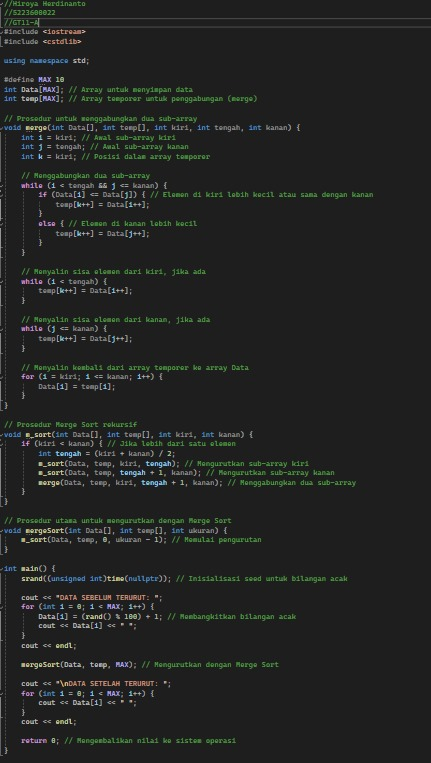 //Hiroya Herdinanto
//5223600022
//GT11-A
#include <iostream>
#include <cstdlib>
using namespace std;
#define MAX 10
int Data[MAX]; // Array untuk menyimpan data
int temp[MAX]; // Array temporer untuk penggabungan (merge)
// Prosedur untuk menggabungkan dua sub-array
void merge(int Data[], int temp[], int kiri, int tengah, int kanan) {
int i = kiri; // Awal sub-array kiri
int j = tengah; // Awal sub-array kanan
int k = kiri; // Posisi dalam array temporer
// Menggabungkan dua sub-array
while (i < tengah && j <= kanan) {
if (Data[i] <= Data[j]) { // Elemen di kiri lebih kecil atau sama dengan kanan
temp[k++] = Data[i++];
}
else { // Elemen di kanan lebih kecil
temp[k++] = Data[j++];
}
}
// Menyalin sisa elemen dari kiri, jika ada
while (i < tengah) {
temp[k++] = Data[i++];
}
// Menyalin sisa elemen dari kanan, jika ada
while (j <= kanan) {
temp[k++] = Data[j++];
}
// Menyalin kembali dari array temporer ke array Data
for (i = kiri; i <= kanan; i++) {
Data[i] = temp[i];
}
}
// Prosedur Merge Sort rekursif
void m_sort(int Data[], int temp[], int kiri, int kanan) {
if (kiri < kanan) { // Jika lebih dari satu elemen
int tengah = (kiri + kanan) / 2;
m_sort(Data, temp, kiri, tengah); // Mengurutkan sub-array kiri
m_sort(Data, temp, tengah + 1, kanan); // Mengurutkan sub-array kanan
merge(Data, temp, kiri, tengah + 1, kanan); // Menggabungkan dua sub-array
}
}
// Prosedur utama untuk mengurutkan dengan Merge Sort
void mergeSort(int Data[], int temp[], int ukuran) {
m_sort(Data, temp, 0, ukuran - 1); // Memulai pengurutan
}
int main() {
srand((unsigned int)time(nullptr)); // Inisialisasi seed untuk bilangan acak
cout << "DATA SEBELUM TERURUT: ";
for (int i = 0; i < MAX; i++) {
Data[i] = (rand() % 100) + 1; // Membangkitkan bilangan acak
cout << Data[i] << " ";
}
cout << endl;
mergeSort(Data, temp, MAX); // Mengurutkan dengan Merge Sort
cout << "\nDATA SETELAH TERURUT: ";
for (int i = 0; i < MAX; i++) {
cout << Data[i] << " ";
}
cout << endl;
return 0; // Mengembalikan nilai ke sistem operasi
}